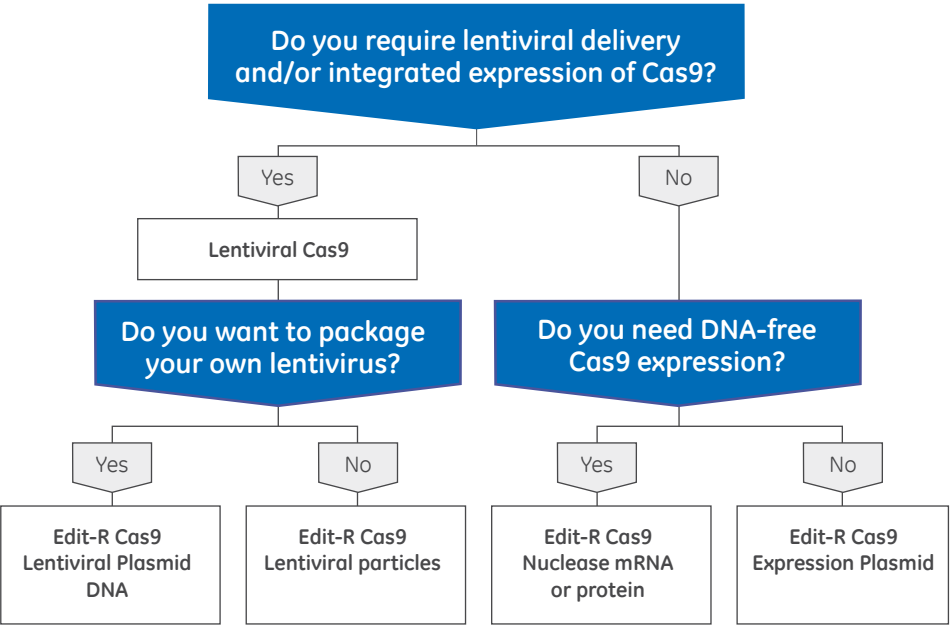 Do you require lentiviral delivery
and/or integrated expression of Cas9?
Yes
No
Lentiviral Cas9
Do you want to package
your own lentivirus?
Do you need DNA-free
Cas9 expression?
Yes
No
Yes
No
Edit-R Cas9
Lentiviral Plasmid
DNA
Edit-R Cas9
Lentiviral particles
Edit-R Cas9
Nuclease mRNA
or protein
Edit-R Cas9
Expression Plasmid